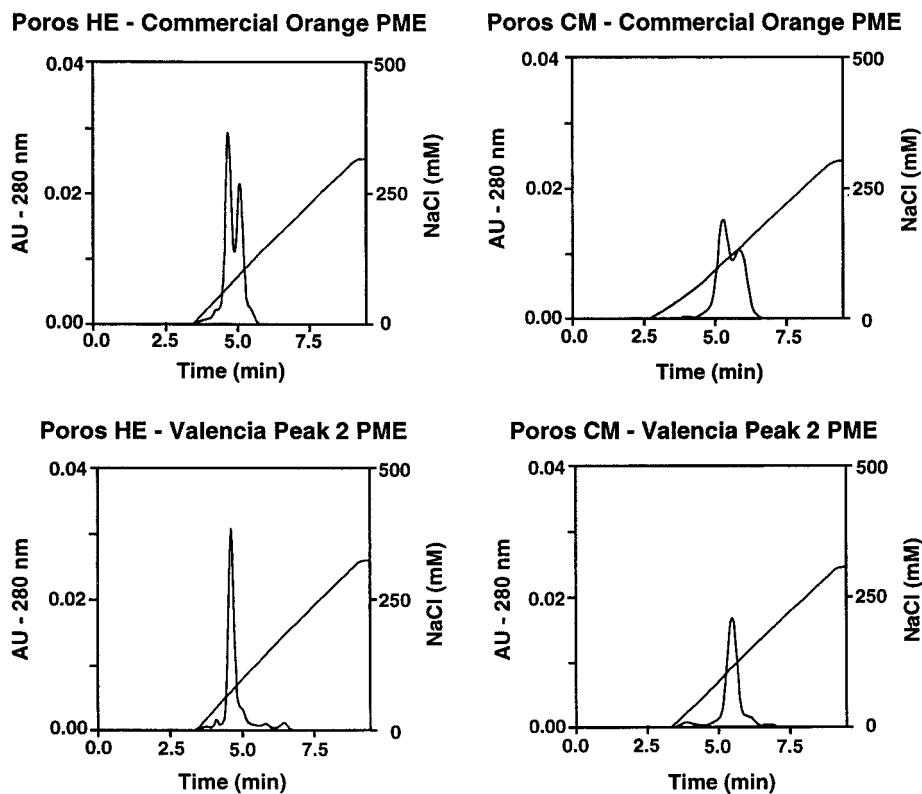 Poros HE - Commercial Orange PME
0.04
500
AU - 280 nm
0.02
250
NaCl (mM)
0.00
0
0.0 2.5 5.0 7.5
Time (min)
Poros CM - Commercial Orange PME
0.04
500
AU - 280 nm
0.02
250
NaCl (mM)
0.00
0
0.0 2.5 5.0 7.5
Time (min)
Poros HE - Valencia Peak 2 PME
0.04
500
AU - 280 nm
0.02
250
NaCl (mM)
0.00
0
0.0 2.5 5.0 7.5
Time (min)
Poros CM - Valencia Peak 2 PME
0.04
500
AU - 280 nm
0.02
250
NaCl (mM)
0.00
0
0.0 2.5 5.0 7.5
Time (min)